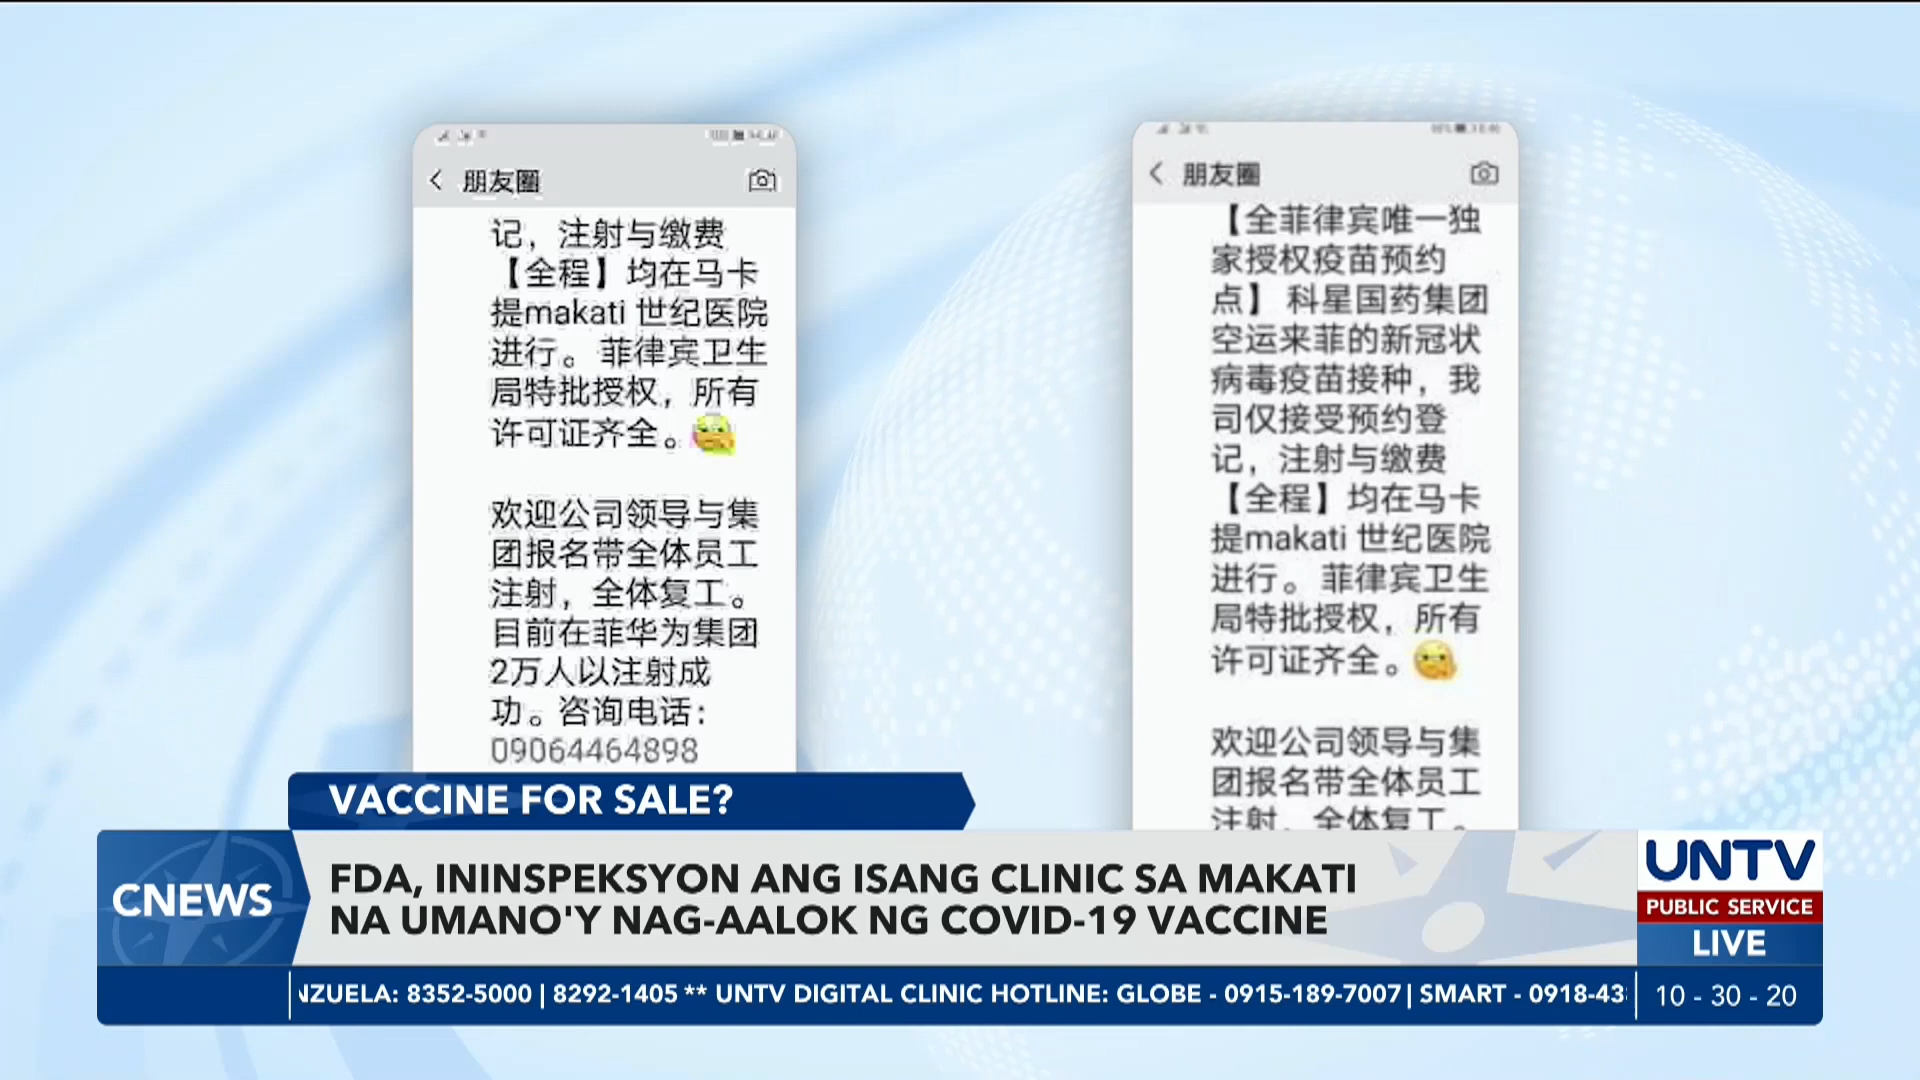 朋友圈
记，注射与缴费
【全程】均在马卡
提makati 世纪医院
进行。菲律宾卫生
局特批授权，所有
许可证齐全。
欢迎公司领导与集
团报名带全体员工
注射，全体复工。
目前在菲华为集团
2万人以注射成
功。咨询电话：
09064464898
朋友圈
【全菲律宾唯一独
家授权疫苗预约
点】科星国药集团
空运来菲的新冠状
病毒疫苗接种，我
司仅接受预约登
记，注射与缴费
【全程】均在马卡
提makati 世纪医院
进行。菲律宾卫生
局特批授权，所有
许可证齐全。
欢迎公司领导与集
团报名带全体员工
注射，全体复工。
VACCINE FOR SALE?
CNEWS
FDA, ININSPEKSYON ANG ISANG CLINIC SA MAKATI
NA UMANO'Y NAG-AALOK NG COVID-19 VACCINE
UNTV
PUBLIC SERVICE
LIVE
NZUELA: 8352-5000 | 8292-1405 ** UNTV DIGITAL CLINIC HOTLINE: GLOBE - 0915-189-7007 | SMART - 0918-43
10 - 30 - 20